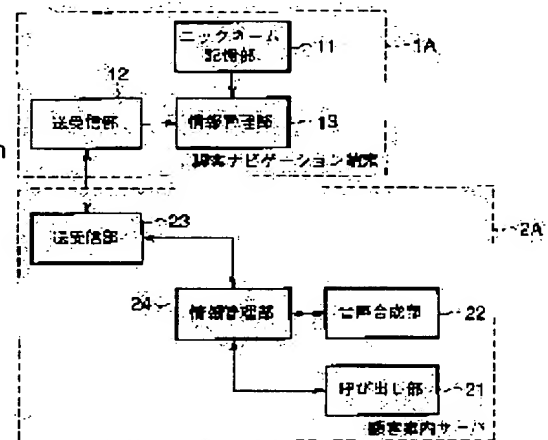 ニックネーム
記憶部
11
1A
12
送受信部
情報管理部
13
顧客ナビゲーション端末
n
送受信部
23
2A
24
情報管理部
音声合成部
22
呼び出し部
21
顧客案内サーバ